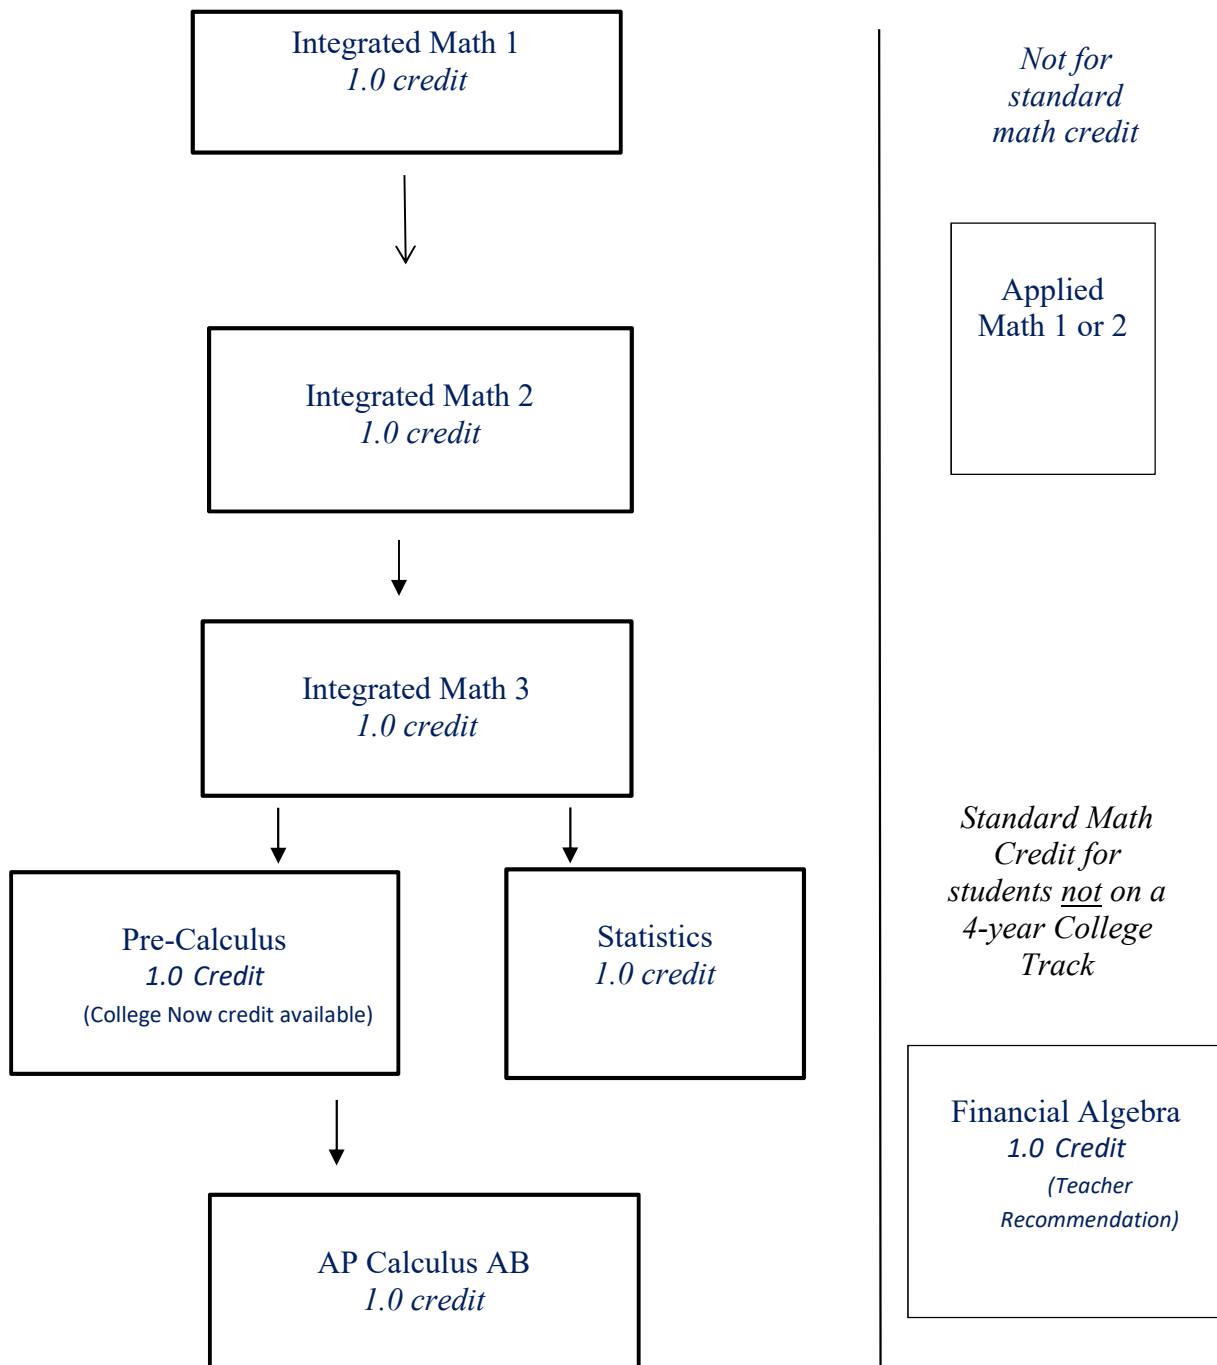 Integrated Math 1
1.0 credit
Integrated Math 2
1.0 credit
Integrated Math 3
1.0 credit
Pre-Calculus
1.0 Credit
(College Now credit available)
Statistics
1.0 credit
AP Calculus AB
1.0 credit
Not for
standard
math credit
Applied
Math 1 or 2
Standard Math
Credit for
students not on a
4-year College
Track
Financial Algebra
1.0 Credit
(Teacher
Recommendation)